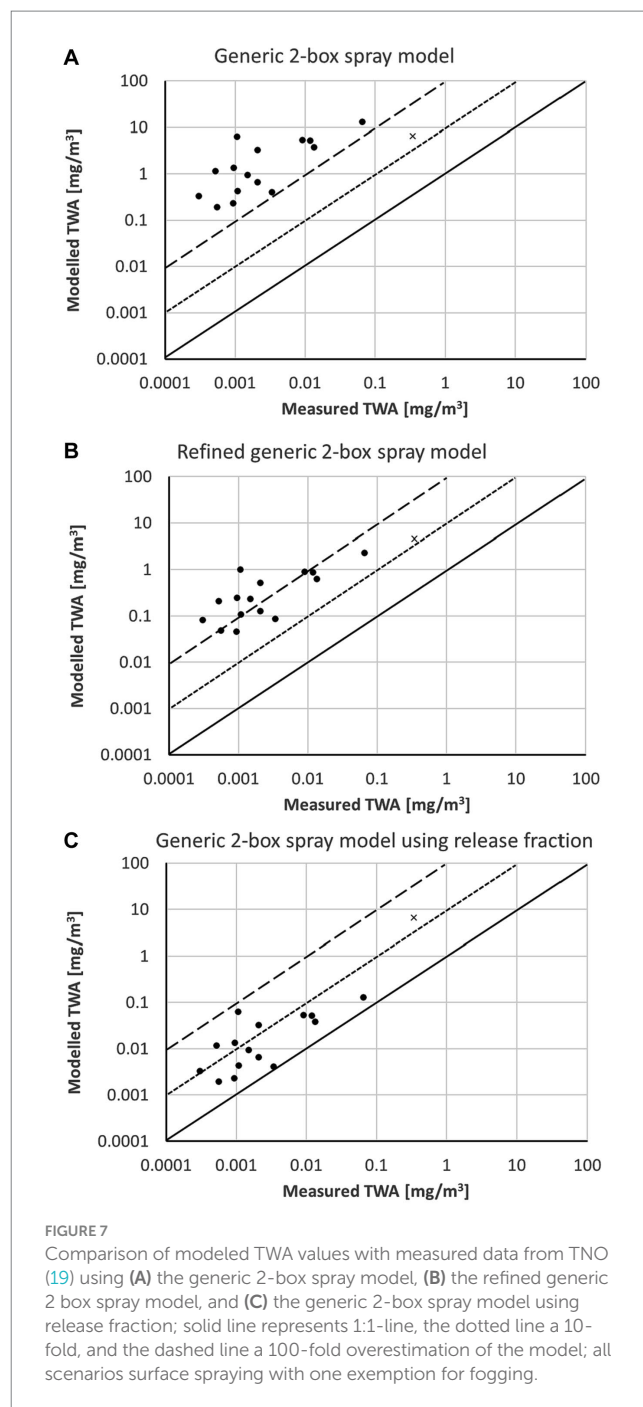 A
Generic 2-box spray model
100
10
1
0.1
0.01
0.001
0.0001
Modelled TWA [mg/m³]
0.0001 0.001 0.01 0.1 1 10 100
Measured TWA [mg/m³]
B
Refined generic 2-box spray model
100
10
1
0.1
0.01
0.001
0.0001
Modelled TWA [mg/m³]
0.0001 0.001 0.01 0.1 1 10 100
Measured TWA [mg/m³]
C
Generic 2-box spray model using release fraction
100
10
1
0.1
0.01
0.001
0.0001
Modelled TWA [mg/m³]
0.0001 0.001 0.01 0.1 1 10 100
Measured TWA [mg/m³]
FIGURE 7
Comparison of modeled TWA values with measured data from TNO
(19) using (A) the generic 2-box spray model, (B) the refined generic
2 box spray model, and (C) the generic 2-box spray model using
release fraction; solid line represents 1:1-line, the dotted line a 10-
fold, and the dashed line a 100-fold overestimation of the model; all
scenarios surface spraying with one exemption for fogging.